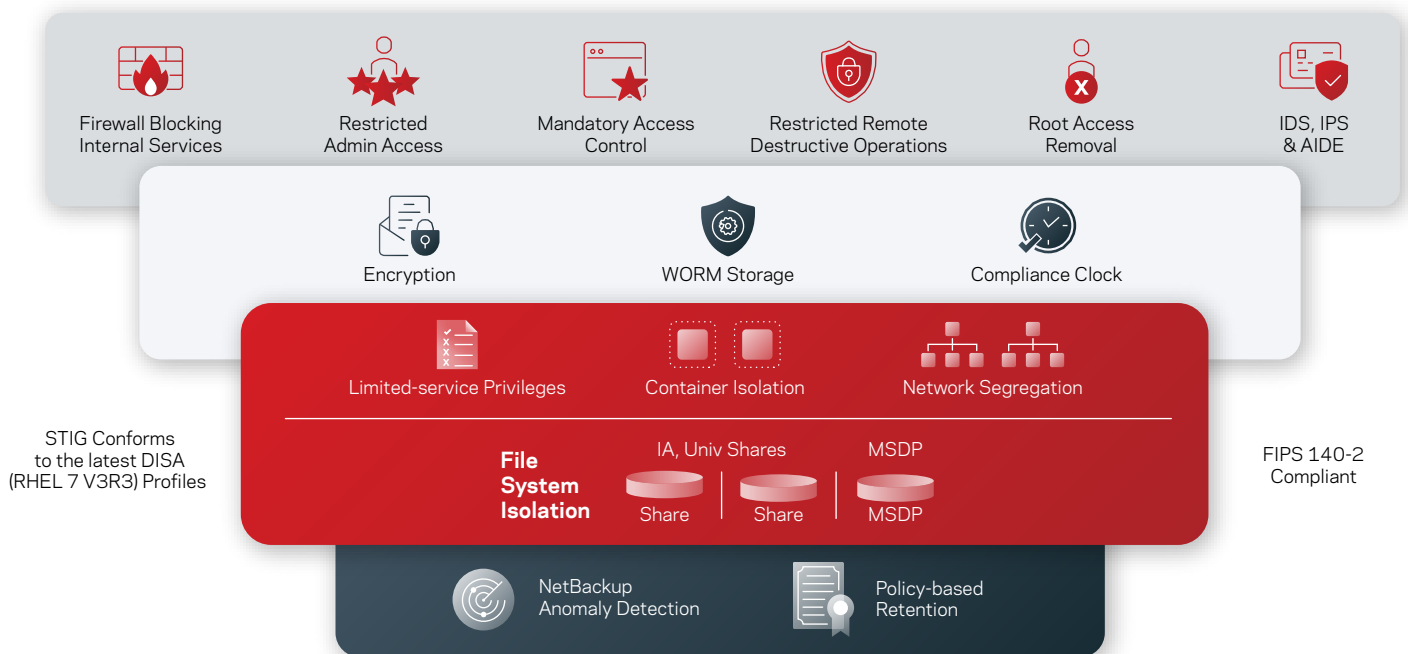 Firewall Blocking
Internal Services
Restricted
Admin Access
Mandatory Access
Control
Restricted Remote
Destructive Operations
X
Root Access
Removal
IDS, IPS
& AIDE
Encryption
WORM Storage
Compliance Clock
Limited-service Privileges
Container Isolation
Network Segregation
STIG Conforms
to the latest DISA
(RHEL 7 V3R3) Profiles
File
System
Isolation
IA, Univ Shares
MSDP
Share
Share
MSDP
FIPS 140-2
Compliant
NetBackup
Anomaly Detection
Policy-based
Retention